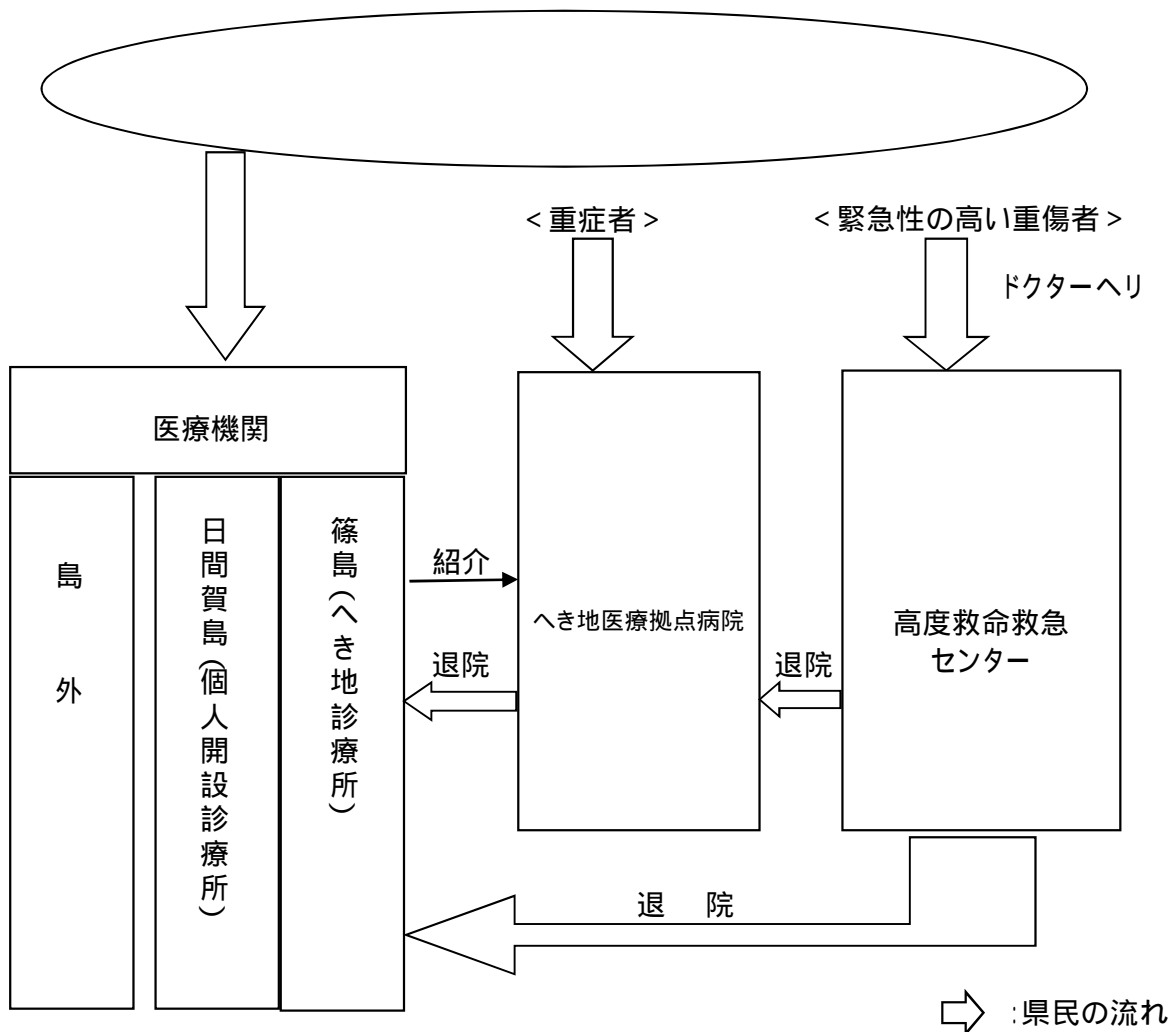 <重症者>
<緊急性の高い重傷者>
ドクターヘリ
医療機関
島外
日間賀島(個人開設診療所)
篠島(へき地診療所)
紹介
退院
へき地医療拠点病院
退院
高度救命救急
センター
退 院
:県民の流れ